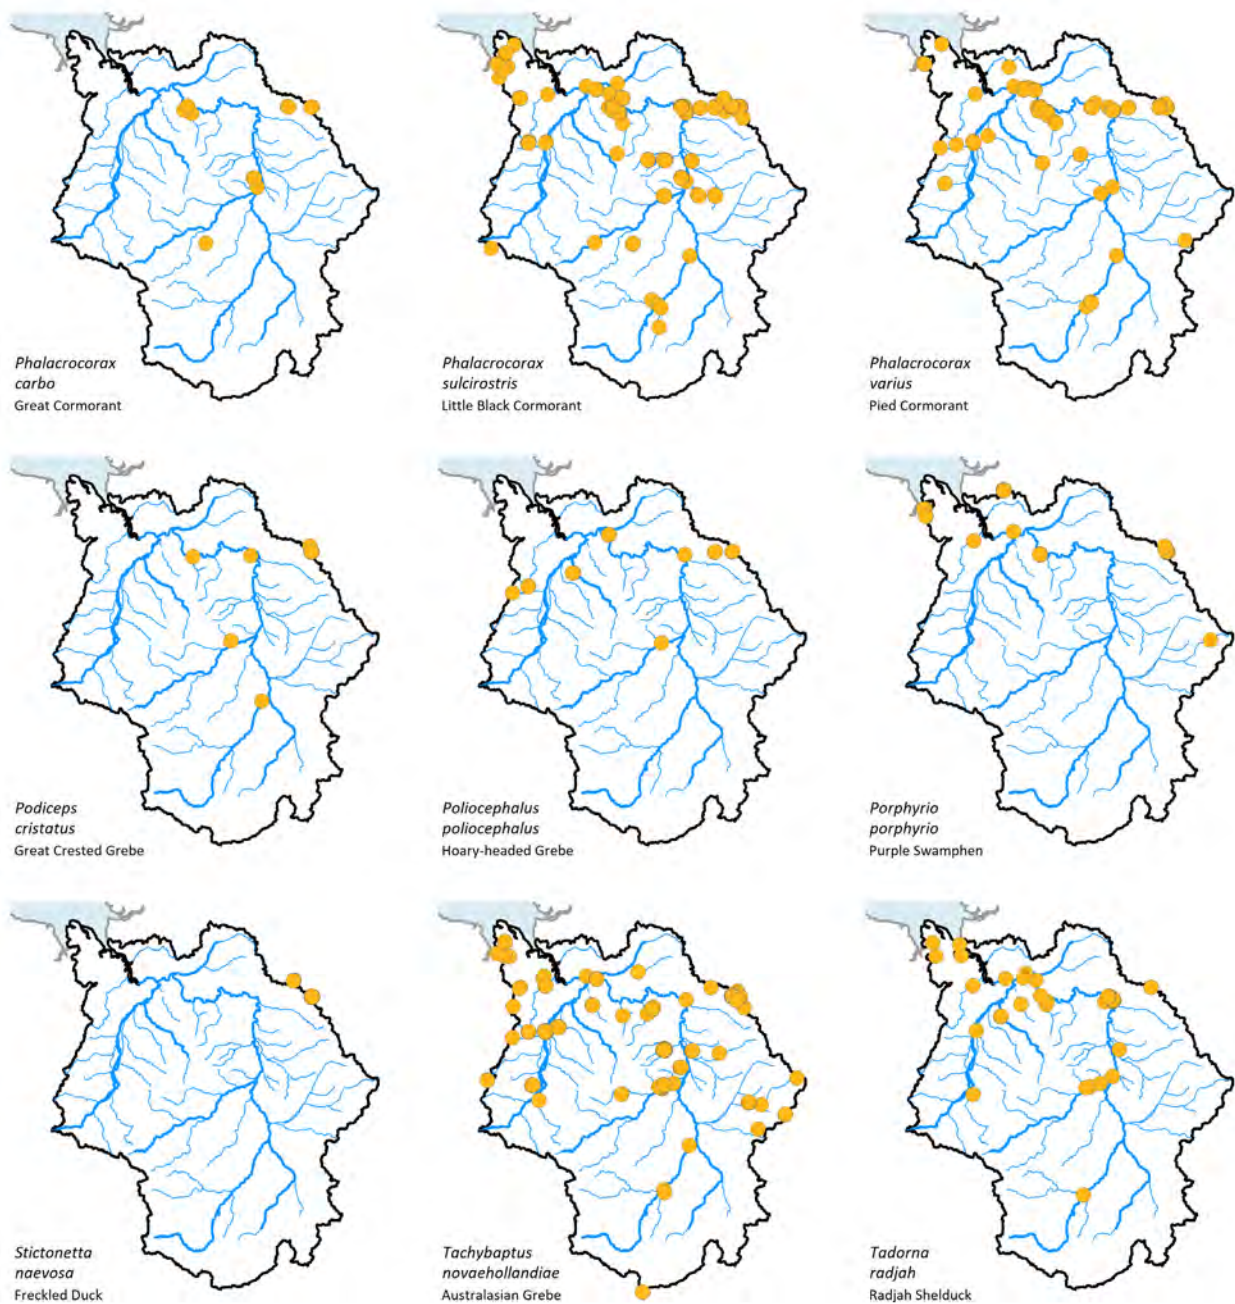 Phalacrocorax
carbo
Great Cormorant
Phalacrocorax
sulcirostris
Little Black Cormorant
Phalacrocorax
varius
Pied Cormorant
Podiceps
cristatus
Great Crested Grebe
Poliocephalus
poliocephalus
Hoary-headed Grebe
Porphyrio
porphyrio
Purple Swamphen
Stictonetta
naevosa
Freckled Duck
Tachybaptus
novaehollandiae
Australasian Grebe
Tadorna
radjah
Radjah Shelduck